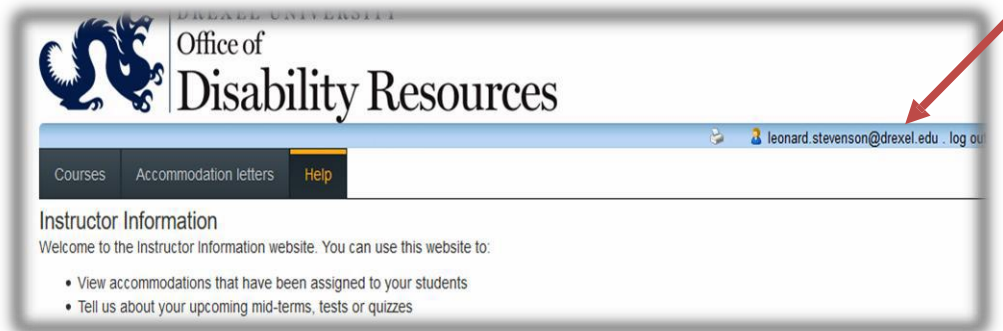 DREXEL UNIVERSITY
Office of
Disability Resources
leonard.stevenson@drexel.edu . log out
Courses
Accommodation letters
Help
Instructor Information
Welcome to the Instructor Information website. You can use this website to:
• View accommodations that have been assigned to your students
• Tell us about your upcoming mid-terms, tests or quizzes